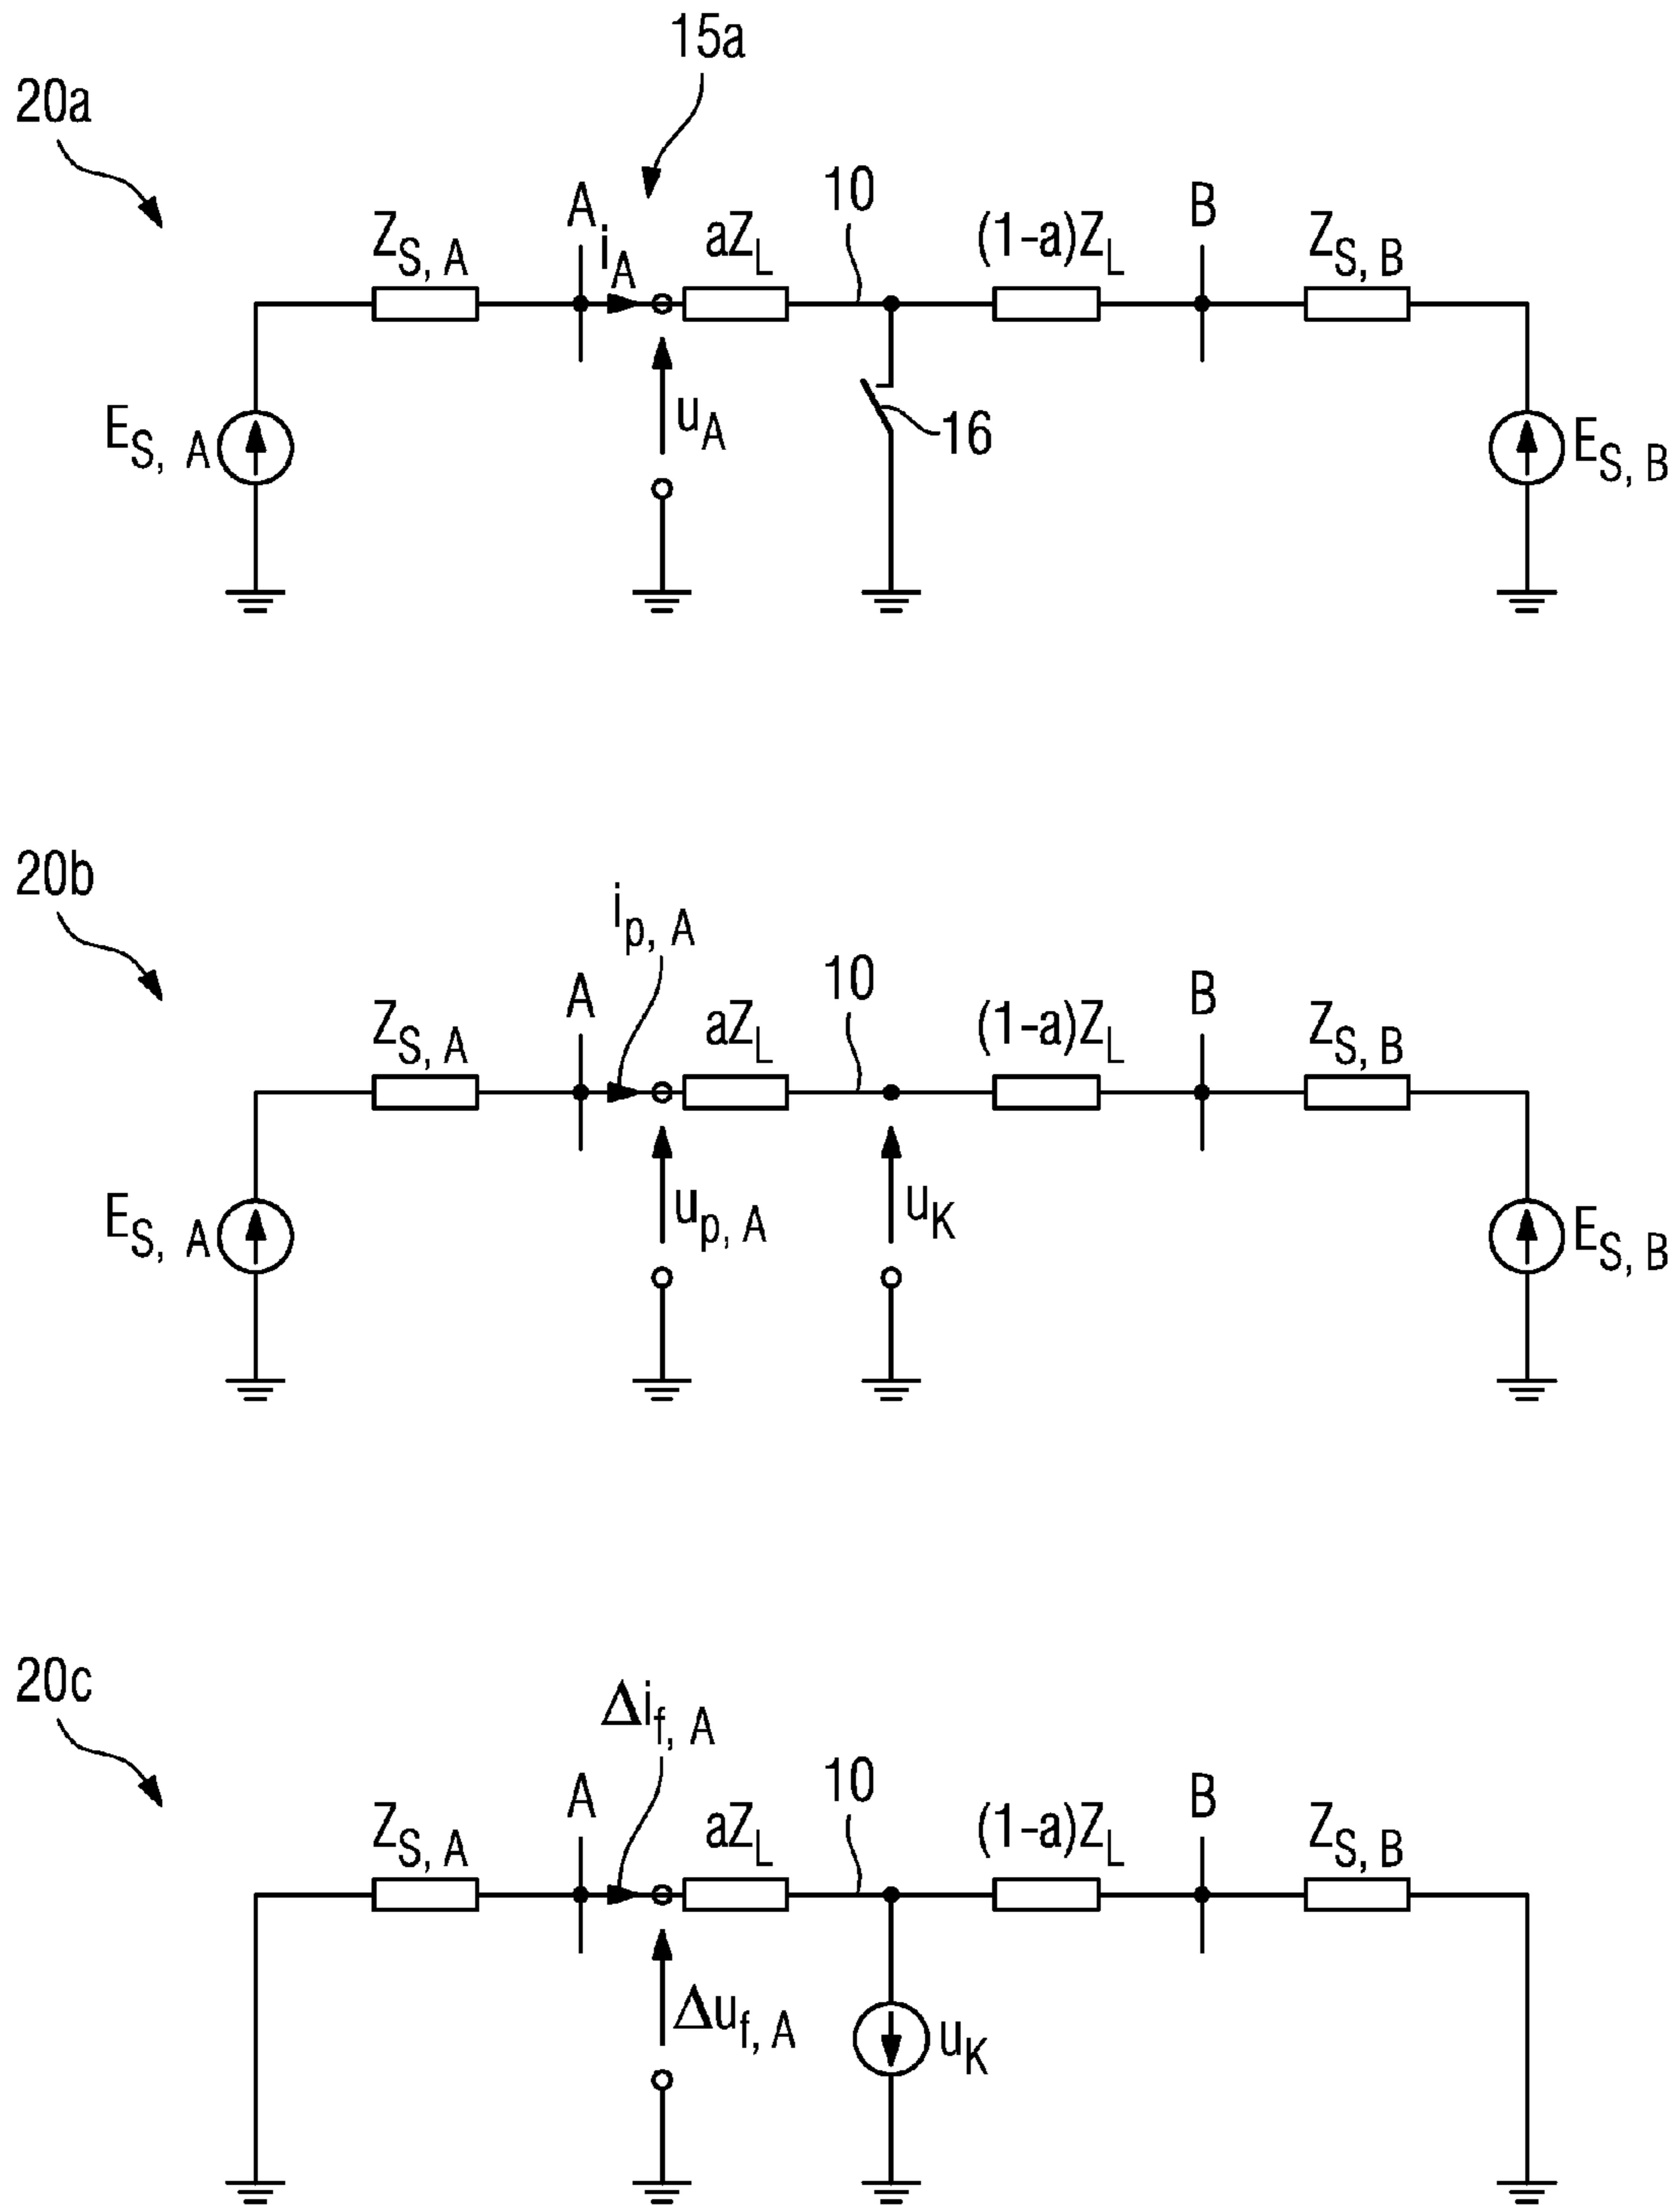 15a
20a
A
10
B
Z_S, A
i_A
aZ_L
(1-a)Z_L
Z_S, B
E_S, A
u_A
16
E_S, B
20b
i_p, A
A
10
B
Z_S, A
aZ_L
(1-a)Z_L
Z_S, B
E_S, A
u_p, A
u_K
E_S, B
20c
Δi_f, A
A
10
B
Z_S, A
aZ_L
(1-a)Z_L
Z_S, B
Δu_f, A
u_K